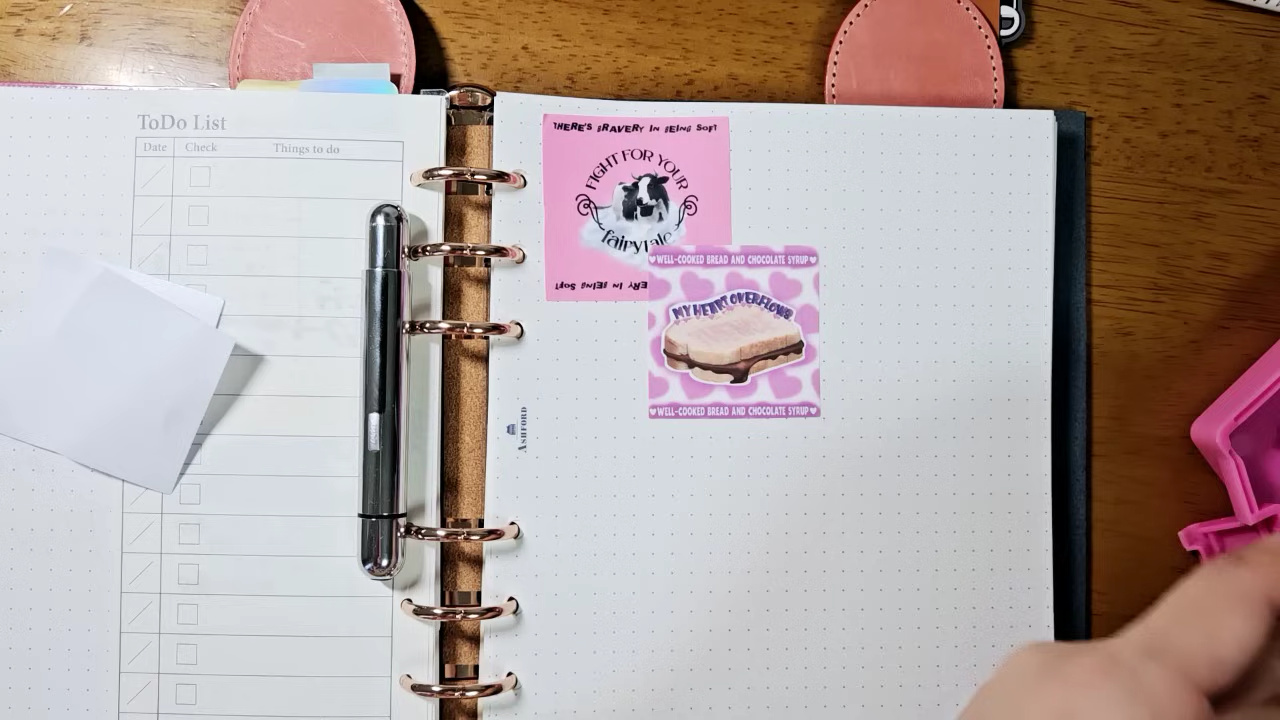 ToDo List
Date Check Things to do
THERE'S BRAVERY IN BEING SOFT
FIGHT FOR YOUR
fairytale
ERY IN BEING SOFT
WELL-COOKED BREAD AND CHOCOLATE SYRUP
MY HEART OVERFLOWS
WELL-COOKED BREAD AND CHOCOLATE SYRUP
ASHFORD